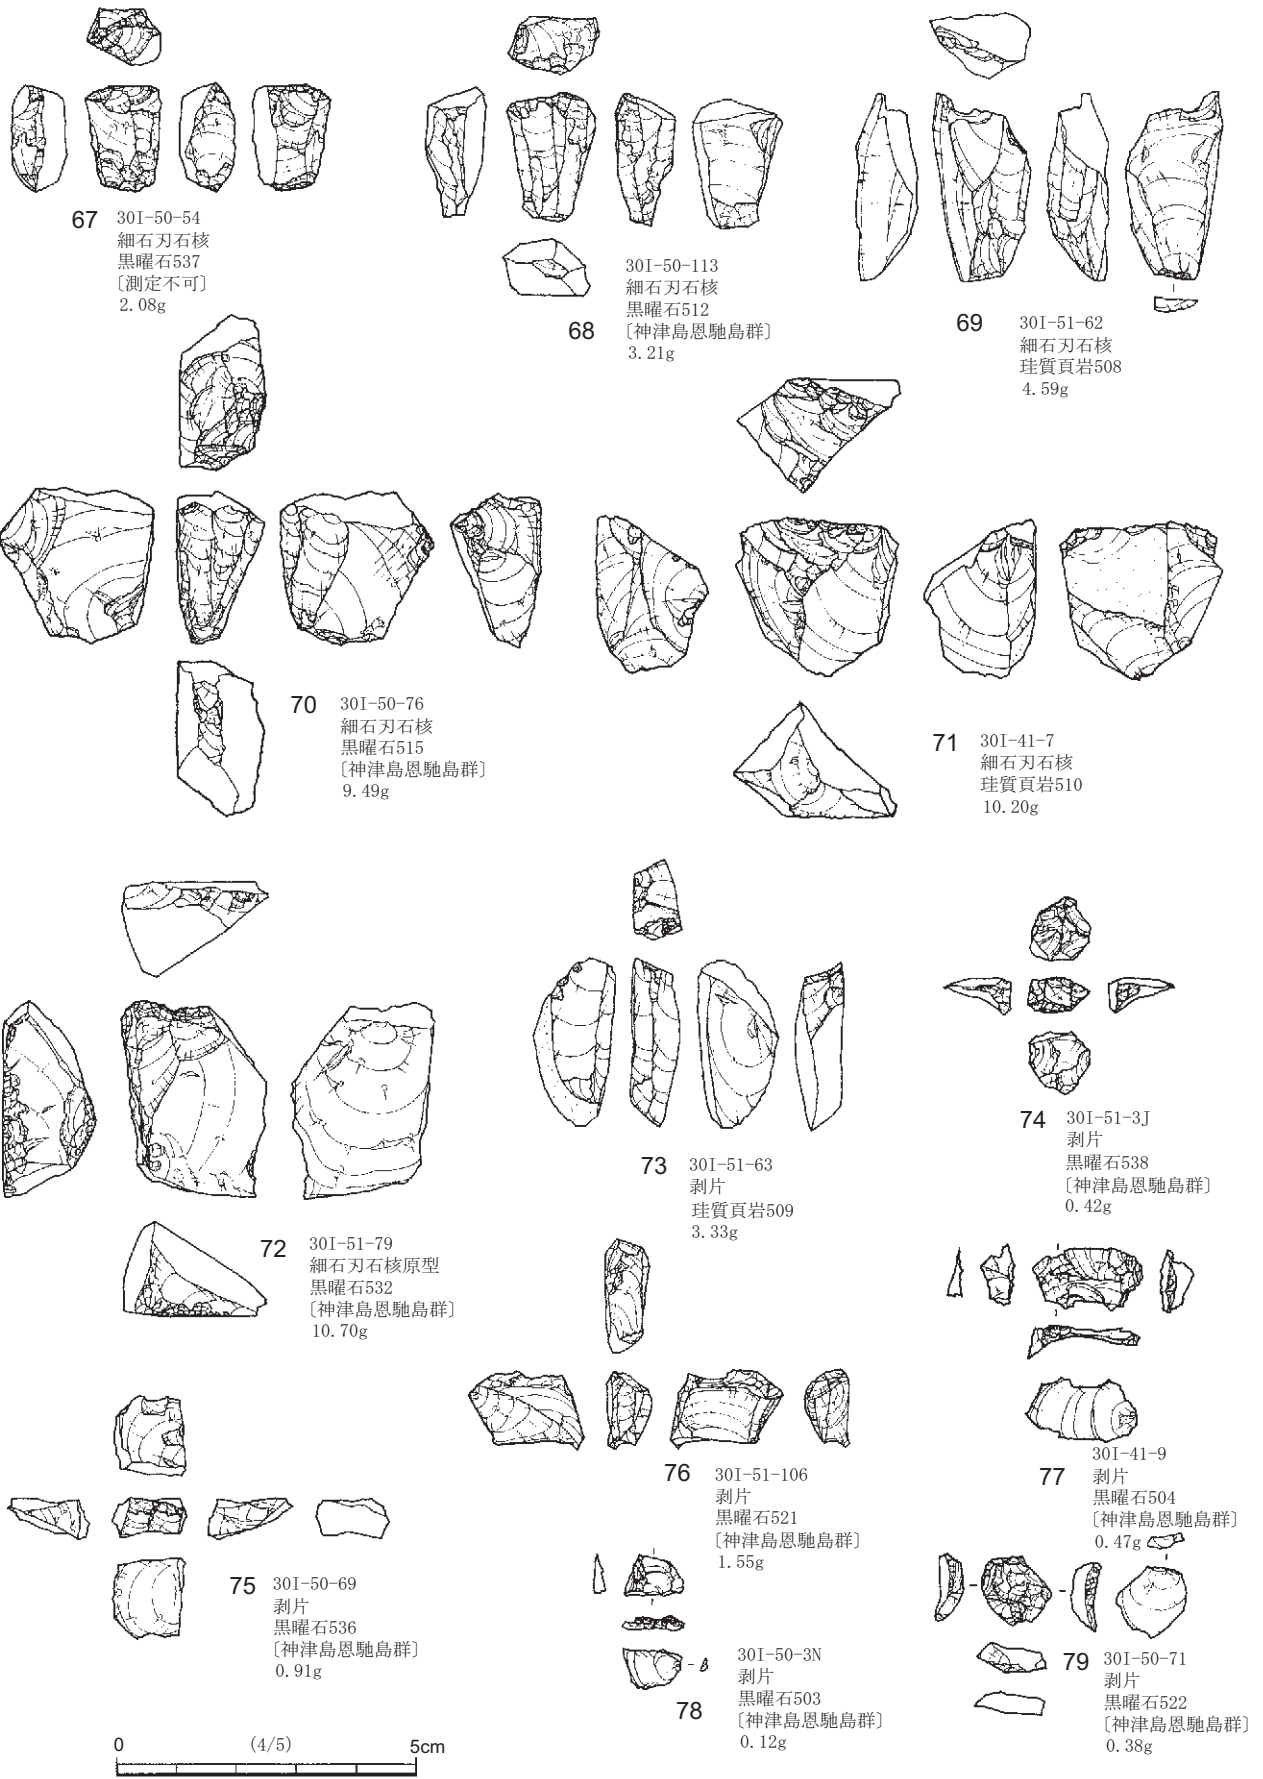 67
30I-50-54
細石刃石核
黒曜石537
〔測定不可〕
2.08g
68
30I-50-113
細石刃石核
黒曜石512
〔神津島恩馳島群〕
3.21g
69
30I-51-62
細石刃石核
珪質頁岩508
4.59g
70
30I-50-76
細石刃石核
黒曜石515
〔神津島恩馳島群〕
9.49g
71
30I-41-7
細石刃石核
珪質頁岩510
10.20g
72
30I-51-79
細石刃石核原型
黒曜石532
〔神津島恩馳島群〕
10.70g
73
30I-51-63
剥片
珪質頁岩509
3.33g
74
30I-51-3J
剥片
黒曜石538
〔神津島恩馳島群〕
0.42g
75
30I-50-69
剥片
黒曜石536
〔神津島恩馳島群〕
0.91g
76
30I-51-106
剥片
黒曜石521
〔神津島恩馳島群〕
1.55g
77
30I-41-9
剥片
黒曜石504
〔神津島恩馳島群〕
0.47g
78
30I-50-3N
剥片
黒曜石503
〔神津島恩馳島群〕
0.12g
79
30I-50-71
剥片
黒曜石522
〔神津島恩馳島群〕
0.38g
0 (4/5) 5cm